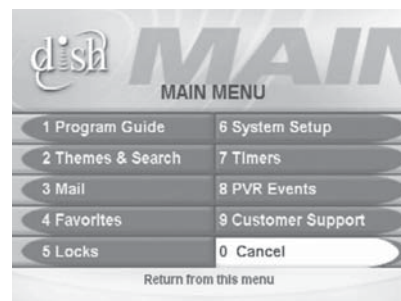 dish
MAIN
MAIN MENU
1 Program Guide
2 Themes & Search
3 Mail
4 Favorites
5 Locks
6 System Setup
7 Timers
8 PVR Events
9 Customer Support
0 Cancel
Return from this menu